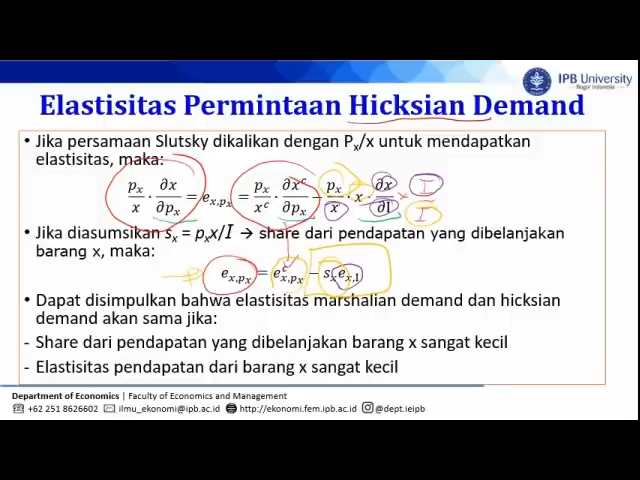 IPB University
Bogor Indonesia
Elastisitas Permintaan Hicksian Demand
• Jika persamaan Slutsky dikalikan dengan Pₓ/x untuk mendapatkan
elastisitas, maka:
pₓ/x · ∂x/∂pₓ = eₓ,ₚₓ = pₓ/xᶜ · ∂xᶜ/∂pₓ − pₓ/x · x · ∂x/∂I × I/I
• Jika diasumsikan sₓ = pₓx/I → share dari pendapatan yang dibelanjakan
barang x, maka:
eₓ,ₚₓ = eᶜₓ,ₚₓ − sₓeₓ,₁
• Dapat disimpulkan bahwa elastisitas marshalian demand dan hicksian
demand akan sama jika:
- Share dari pendapatan yang dibelanjakan barang x sangat kecil
- Elastisitas pendapatan dari barang x sangat kecil
Department of Economics | Faculty of Economics and Management
+62 251 8626602 ilmu_ekonomi@ipb.ac.id http://ekonomi.fem.ipb.ac.id @dept.ieipb